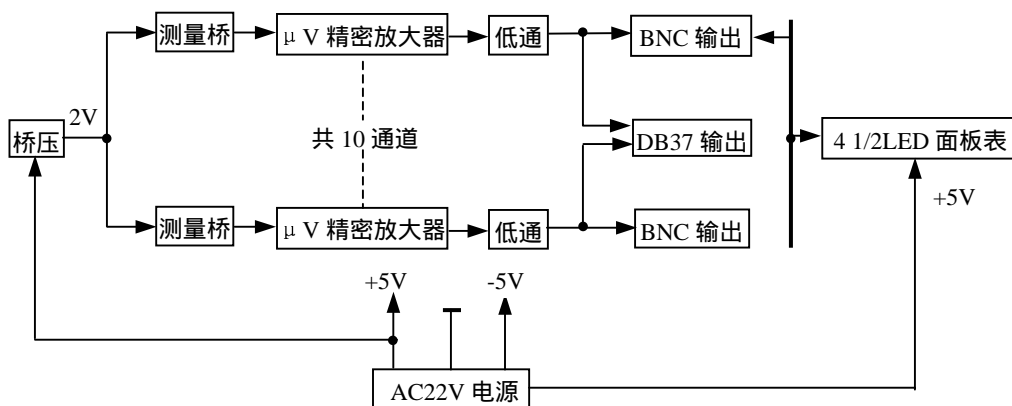 测量桥
μV 精密放大器
低通
BNC 输出
2V
桥压
共 10 通道
DB37 输出
4 1/2LED 面板表
+5V
测量桥
μV 精密放大器
低通
BNC 输出
+5V
-5V
AC22V 电源